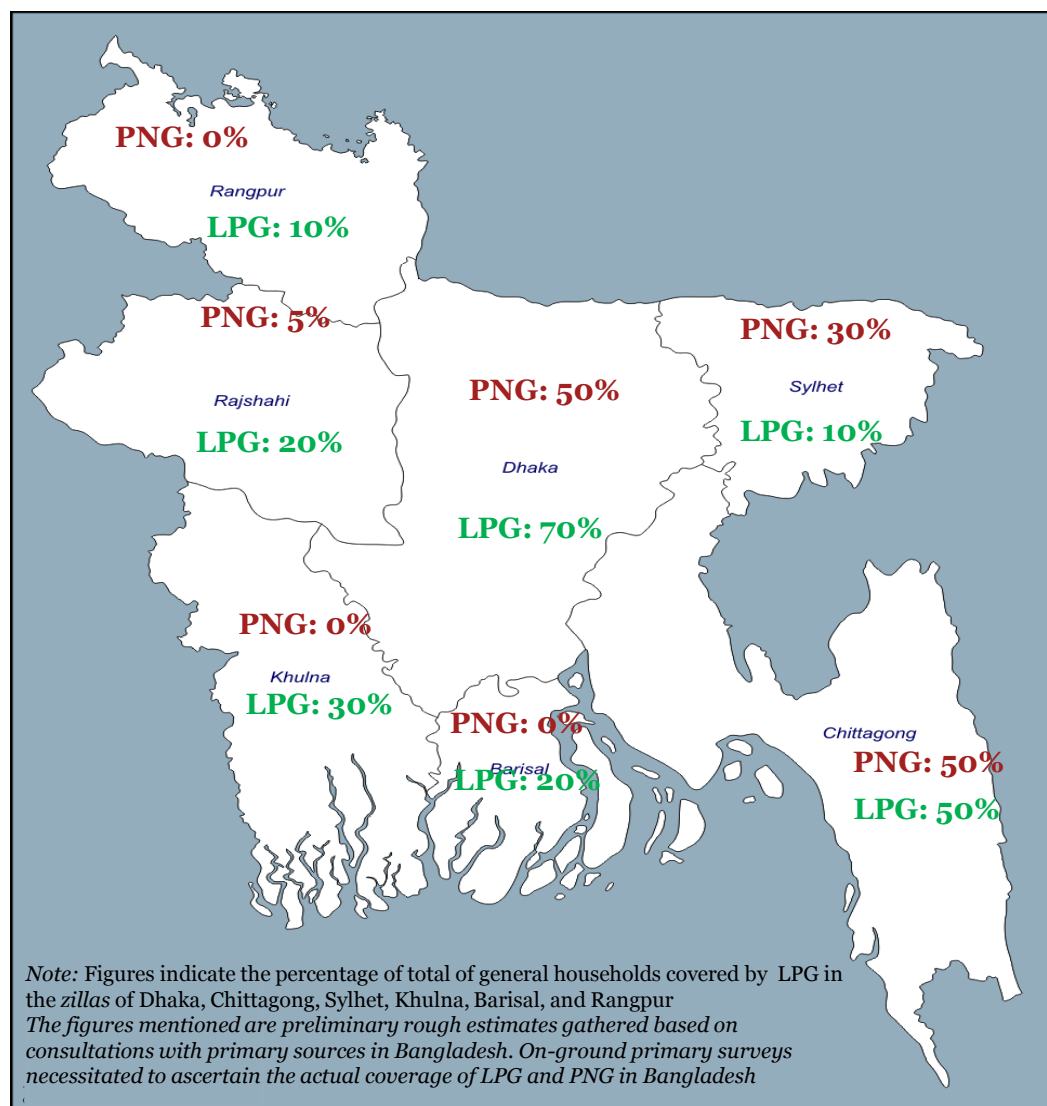 PNG: 0%
Rangpur
LPG: 10%
PNG: 5%
Rajshahi
LPG: 20%
PNG: 30%
Sylhet
LPG: 10%
PNG: 50%
Dhaka
LPG: 70%
PNG: 0%
Khulna
LPG: 30%
PNG: 0%
Barisal
LPG: 20%
Chittagong
PNG: 50%
LPG: 50%
Note: Figures indicate the percentage of total of general households covered by LPG in
the zillas of Dhaka, Chittagong, Sylhet, Khulna, Barisal, and Rangpur
The figures mentioned are preliminary rough estimates gathered based on
consultations with primary sources in Bangladesh. On-ground primary surveys
necessitated to ascertain the actual coverage of LPG and PNG in Bangladesh